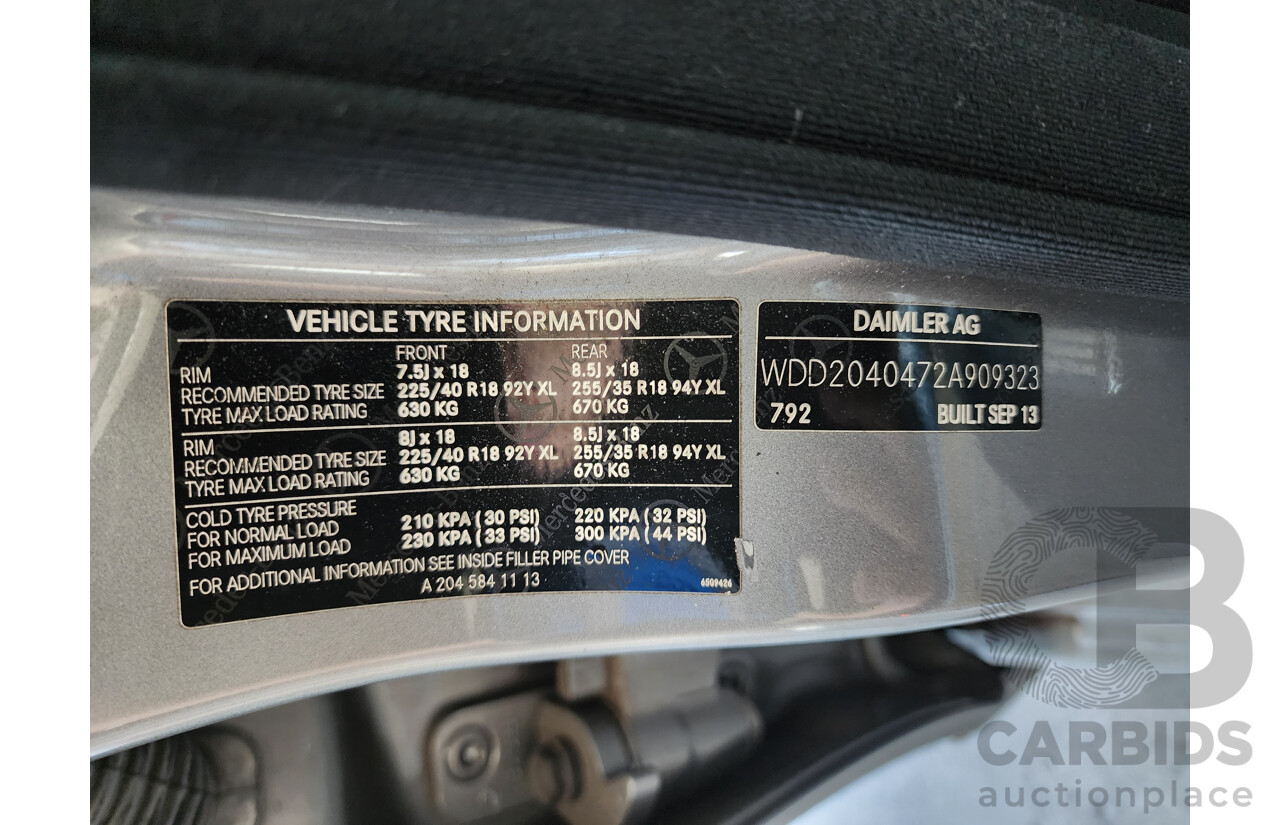 VEHICLE TYRE INFORMATION
FRONT REAR
RIM 7.5J x 18 8.5J x 18
RECOMMENDED TYRE SIZE 225/40 R18 92Y XL 255/35 R18 94Y XL
TYRE MAX LOAD RATING 630 KG 670 KG
RIM 8J x 18 8.5J x 18
RECOMMENDED TYRE SIZE 225/40 R18 92Y XL 255/35 R18 94Y XL
TYRE MAX LOAD RATING 630 KG 670 KG
COLD TYRE PRESSURE
FOR NORMAL LOAD 210 KPA (30 PSI) 220 KPA (32 PSI)
FOR MAXIMUM LOAD 230 KPA (33 PSI) 300 KPA (44 PSI)
FOR ADDITIONAL INFORMATION SEE INSIDE FILLER PIPE COVER
A 204 584 11 13 6509426
DAIMLER AG
WDD2040472A909323
792 BUILT SEP 13
CB
CARBIDS
auctionplace